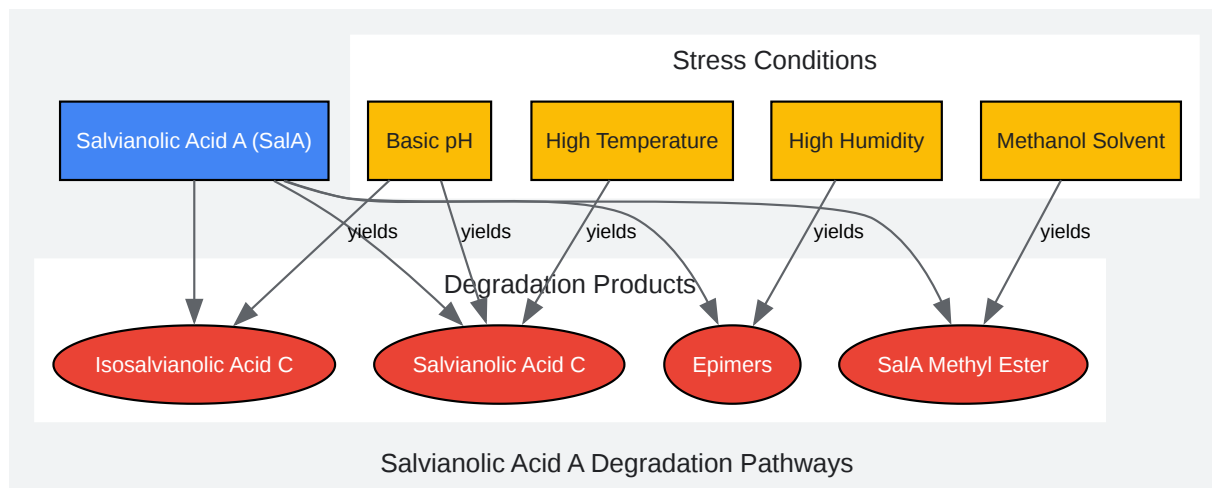 Stress Conditions
Salvianolic Acid A (SalA)
Basic pH
High Temperature
High Humidity
Methanol Solvent
yields
yields
yields
yields
yields
Degradation Products
Isosalvianolic Acid C
Salvianolic Acid C
Epimers
SalA Methyl Ester
Salvianolic Acid A Degradation Pathways